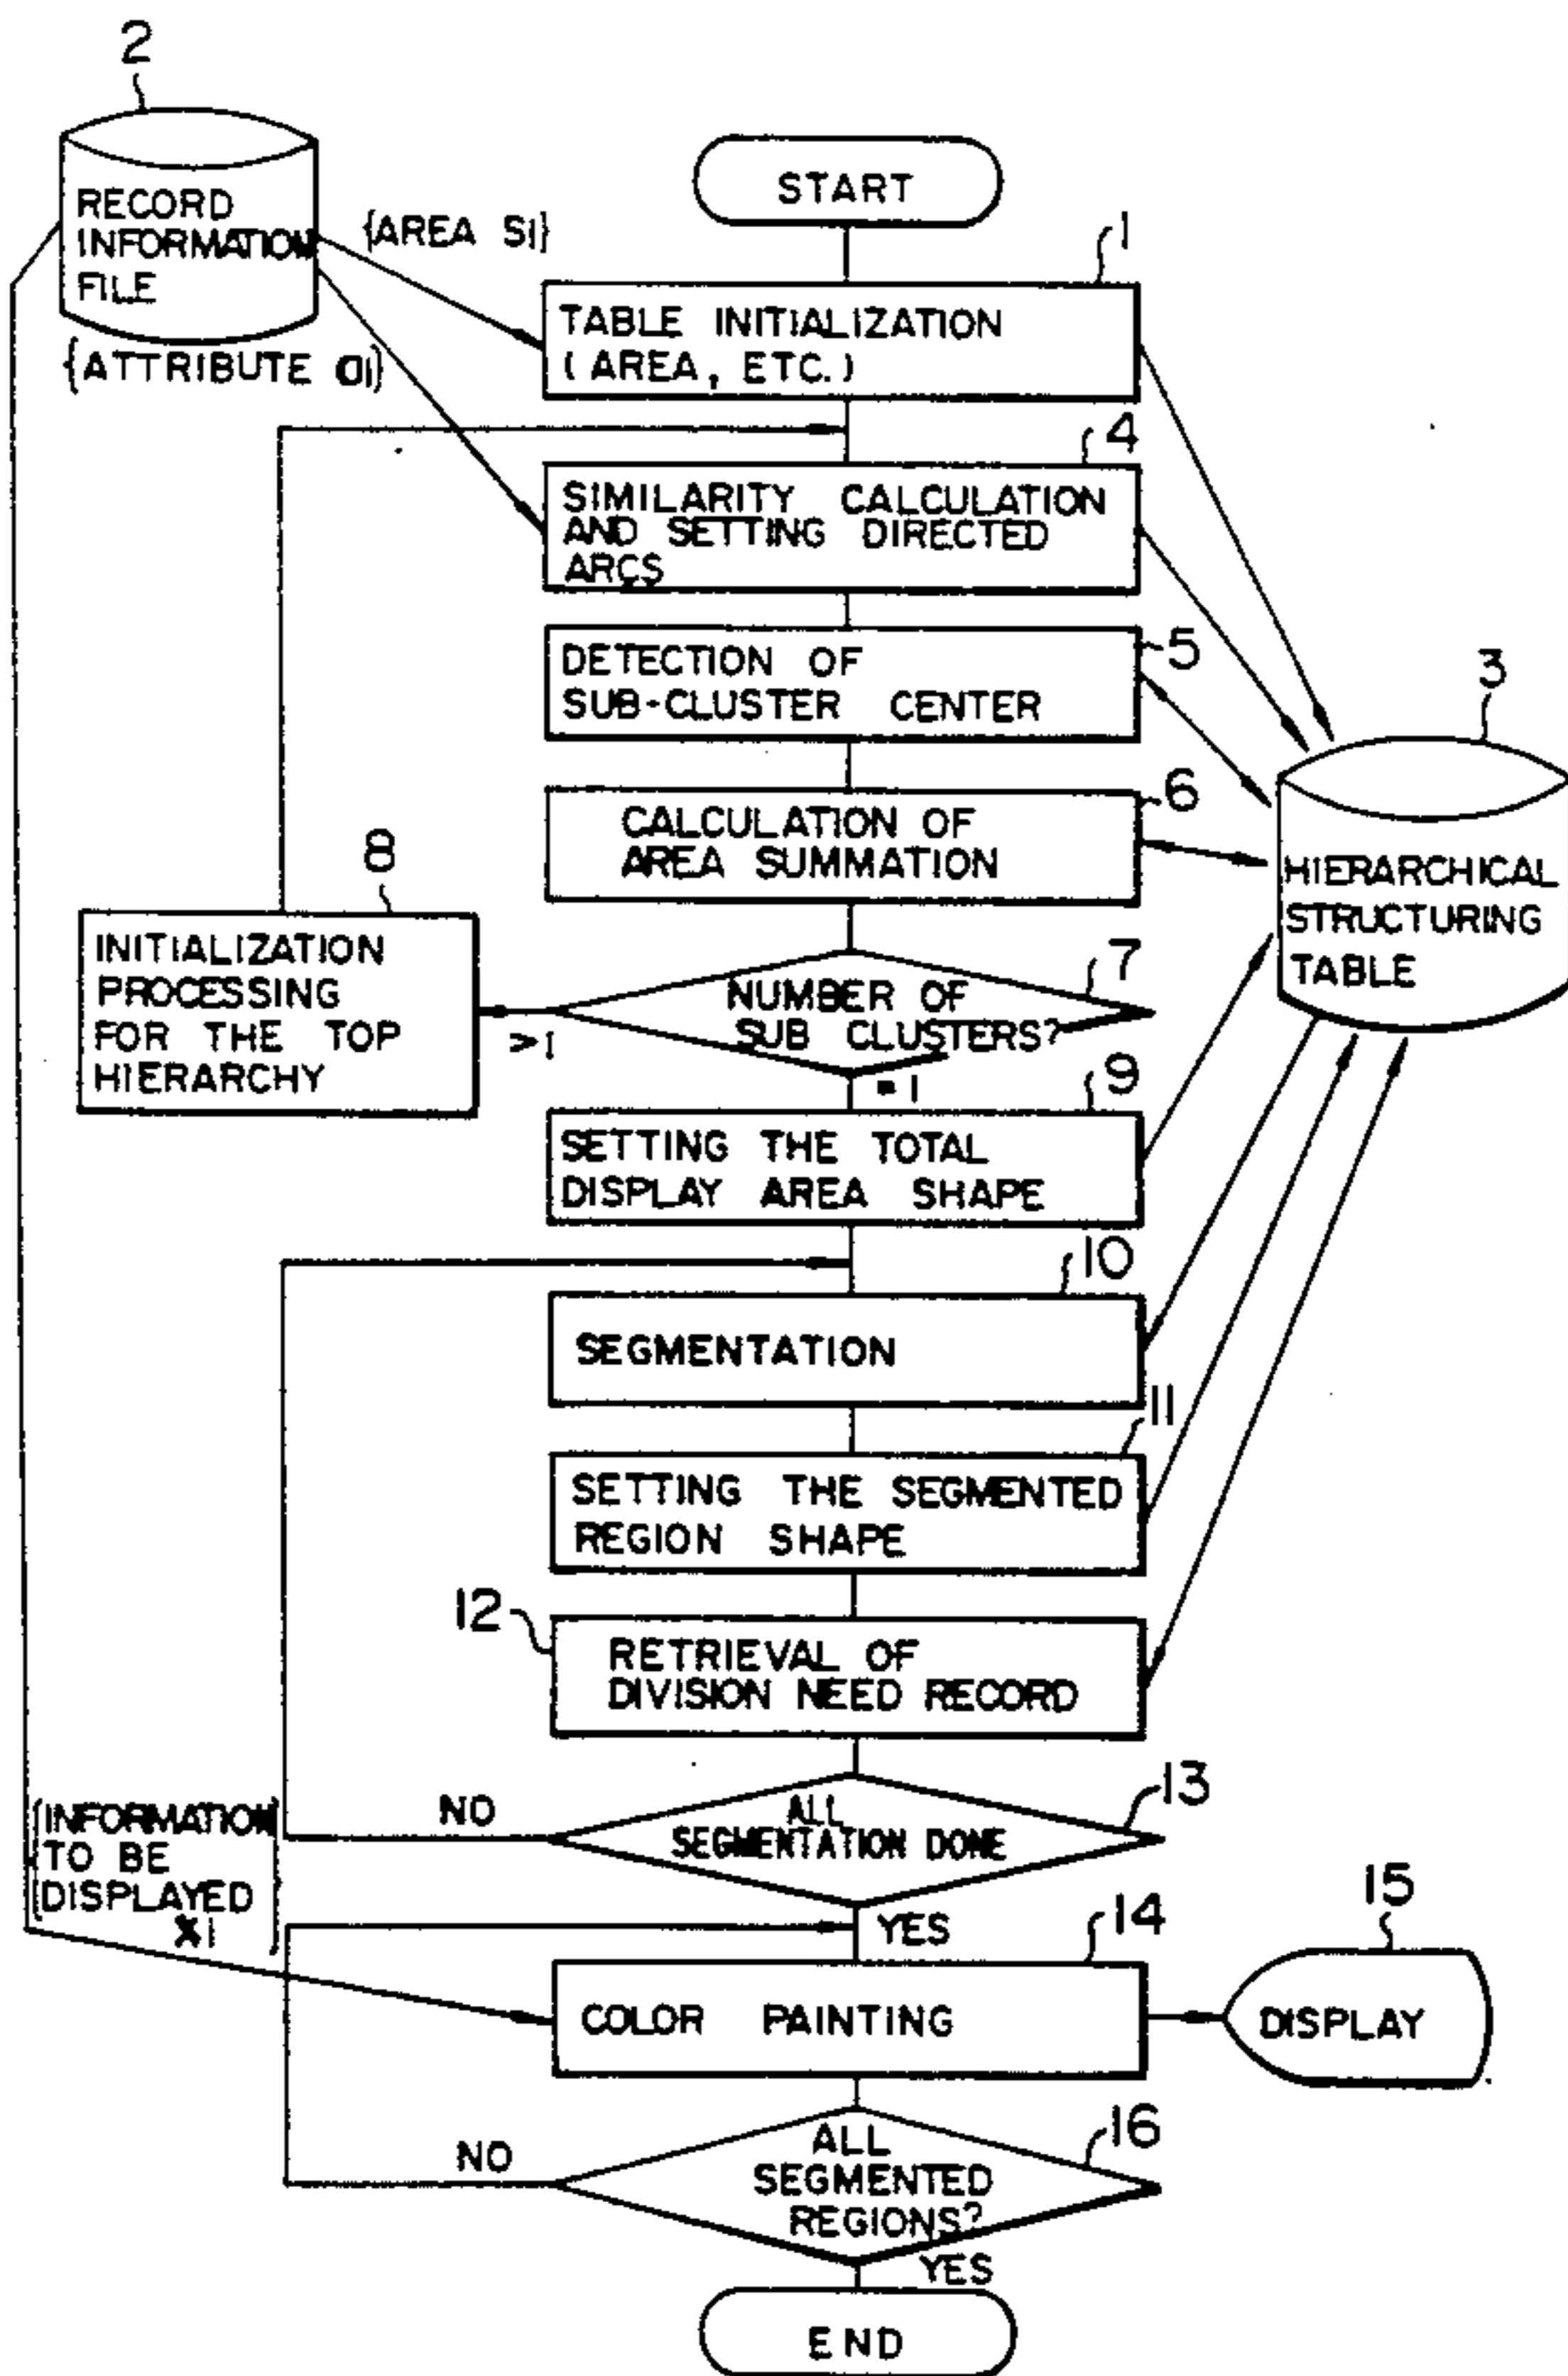 2
START
RECORD
INFORMATION
FILE
{AREA SI}
1
TABLE INITIALIZATION
(AREA, ETC.)
{ATTRIBUTE aI}
4
SIMILARITY CALCULATION
AND SETTING DIRECTED
ARCS
5
DETECTION OF
SUB-CLUSTER CENTER
3
6
CALCULATION OF
AREA SUMMATION
HIERARCHICAL
STRUCTURING
TABLE
8
INITIALIZATION
PROCESSING
FOR THE TOP
HIERARCHY
7
NUMBER OF
SUB CLUSTERS?
>1
=1
9
SETTING THE TOTAL
DISPLAY AREA SHAPE
10
SEGMENTATION
11
SETTING THE SEGMENTED
REGION SHAPE
12
RETRIEVAL OF
DIVISION NEED RECORD
13
NO
ALL
SEGMENTATION DONE
{INFORMATION
TO BE
DISPLAYED
XI}
YES
14
15
COLOR PAINTING
DISPLAY
16
NO
ALL
SEGMENTED
REGIONS?
YES
END